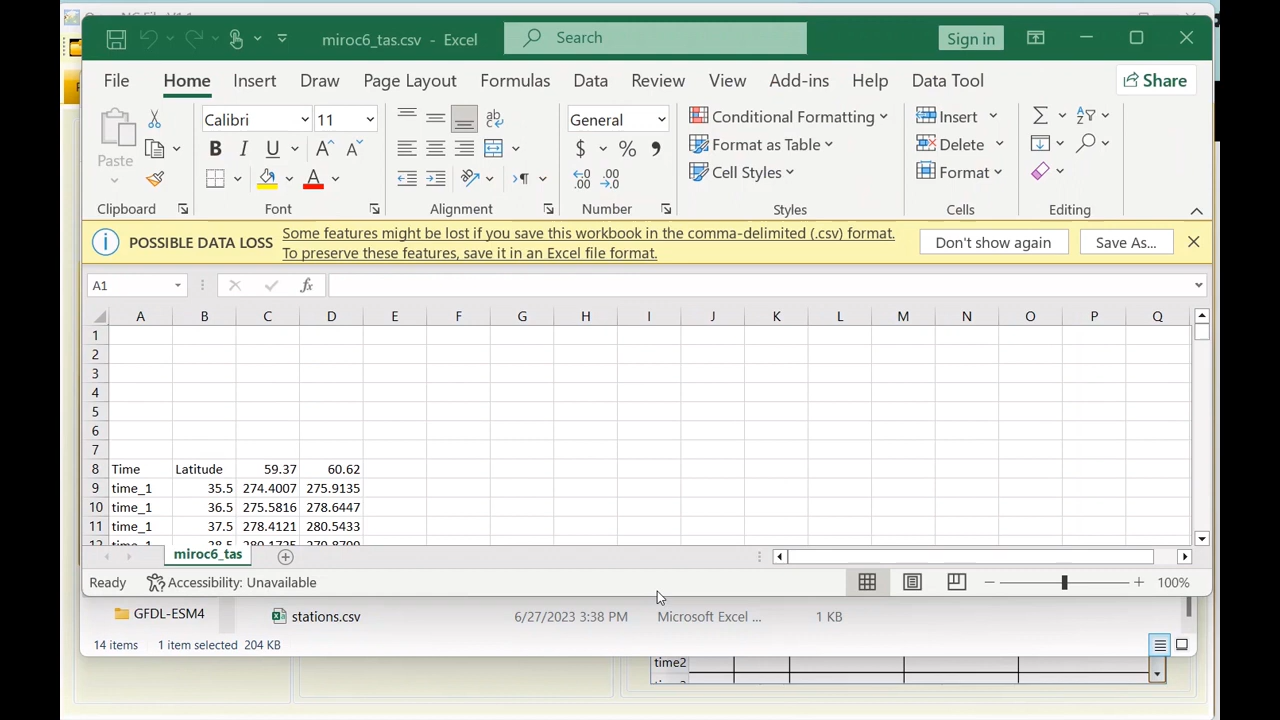 miroc6_tas.csv - Excel
Search
Sign in
File Home Insert Draw Page Layout Formulas Data Review View Add-ins Help Data Tool Share
Paste
Calibri 11
General
Conditional Formatting
Format as Table
Cell Styles
Insert
Delete
Format
Clipboard Font Alignment Number Styles Cells Editing
POSSIBLE DATA LOSS Some features might be lost if you save this workbook in the comma-delimited (.csv) format.
To preserve these features, save it in an Excel file format.
Don't show again Save As...
A1
A B C D E F G H I J K L M N O P Q
1
2
3
4
5
6
7
8 Time Latitude 59.37 60.62
9 time_1 35.5 274.4007 275.9135
10 time_1 36.5 275.5816 278.6447
11 time_1 37.5 278.4121 280.5433
miroc6_tas
Ready Accessibility: Unavailable 100%
GFDL-ESM4 stations.csv 6/27/2023 3:38 PM Microsoft Excel ... 1 KB
14 items 1 item selected 204 KB
time2